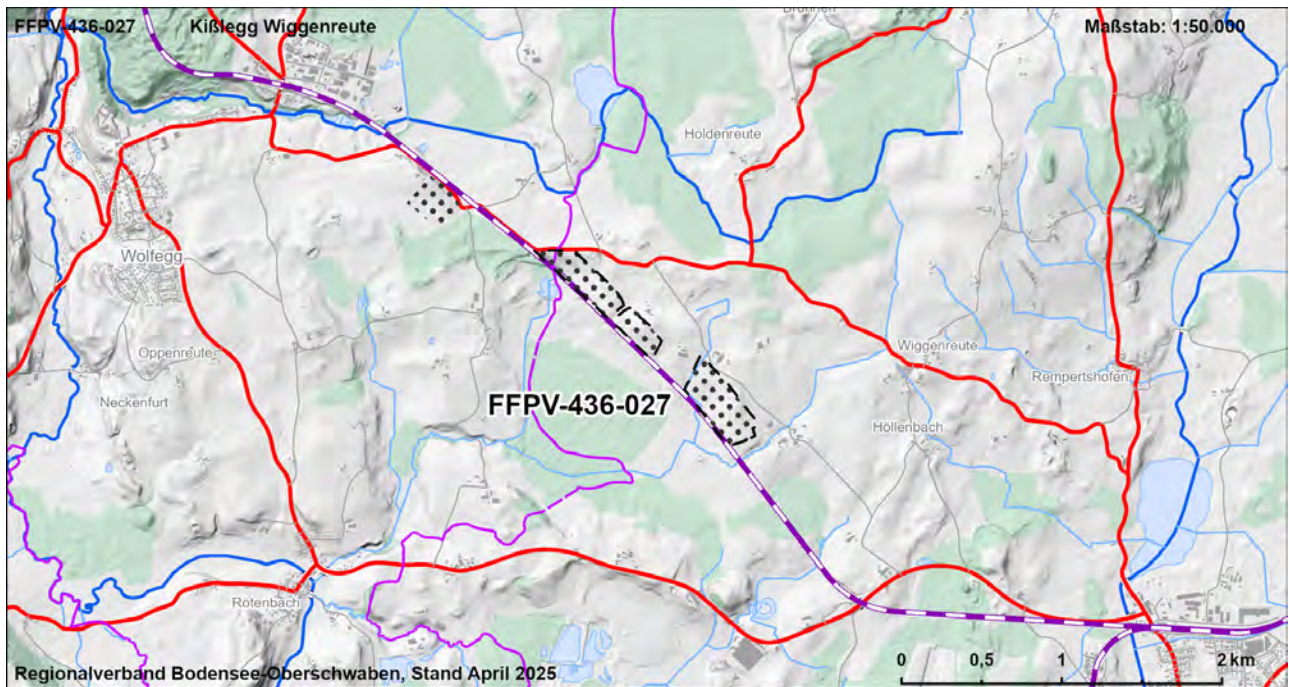 FFPV-436-027 Kißlegg Wiggenreute Maßstab: 1:50.000
Holdenreute
Wolfegg
Oppenreute
Wiggenreute
Rempertshofen
Neckenfurt
FFPV-436-027
Höllenbach
Rötenbach
0 0,5 1 2 km
Regionalverband Bodensee-Oberschwaben, Stand April 2025